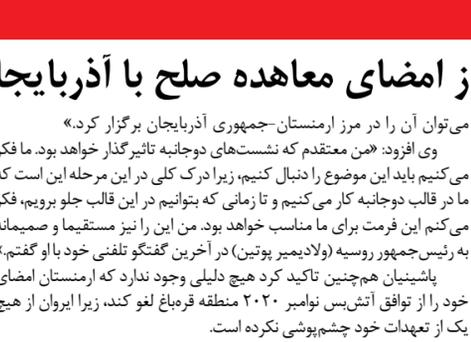 ز امضای معاهده صلح با آذربایجا
می‌توان آن را در مرز ارمنستان-جمهوری آذربایجان برگزار کرد.»
وی افزود: «من معتقدم که نشست‌های دوجانبه تاثیرگذار خواهد بود. ما فکر
می‌کنیم باید این موضوع را دنبال کنیم، زیرا درک کلی در این مرحله این است که
ما در قالب دوجانبه کار می‌کنیم و تا زمانی که بتوانیم در این قالب جلو برویم، فکر
می‌کنم این فرمت برای ما مناسب خواهد بود. من این را نیز مستقیما و صمیمانه
به رئیس‌جمهور روسیه (ولادیمیر پوتین) در آخرین گفتگو تلفنی خود با او گفتم.»
پاشینیان هم‌چنین تاکید کرد هیچ دلیلی وجود ندارد که ارمنستان امضای
خود را از توافق آتش‌بس نوامبر ۲۰۲۰ منطقه قره‌باغ لغو کند، زیرا ایروان از هیچ
یک از تعهدات خود چشم‌پوشی نکرده است.